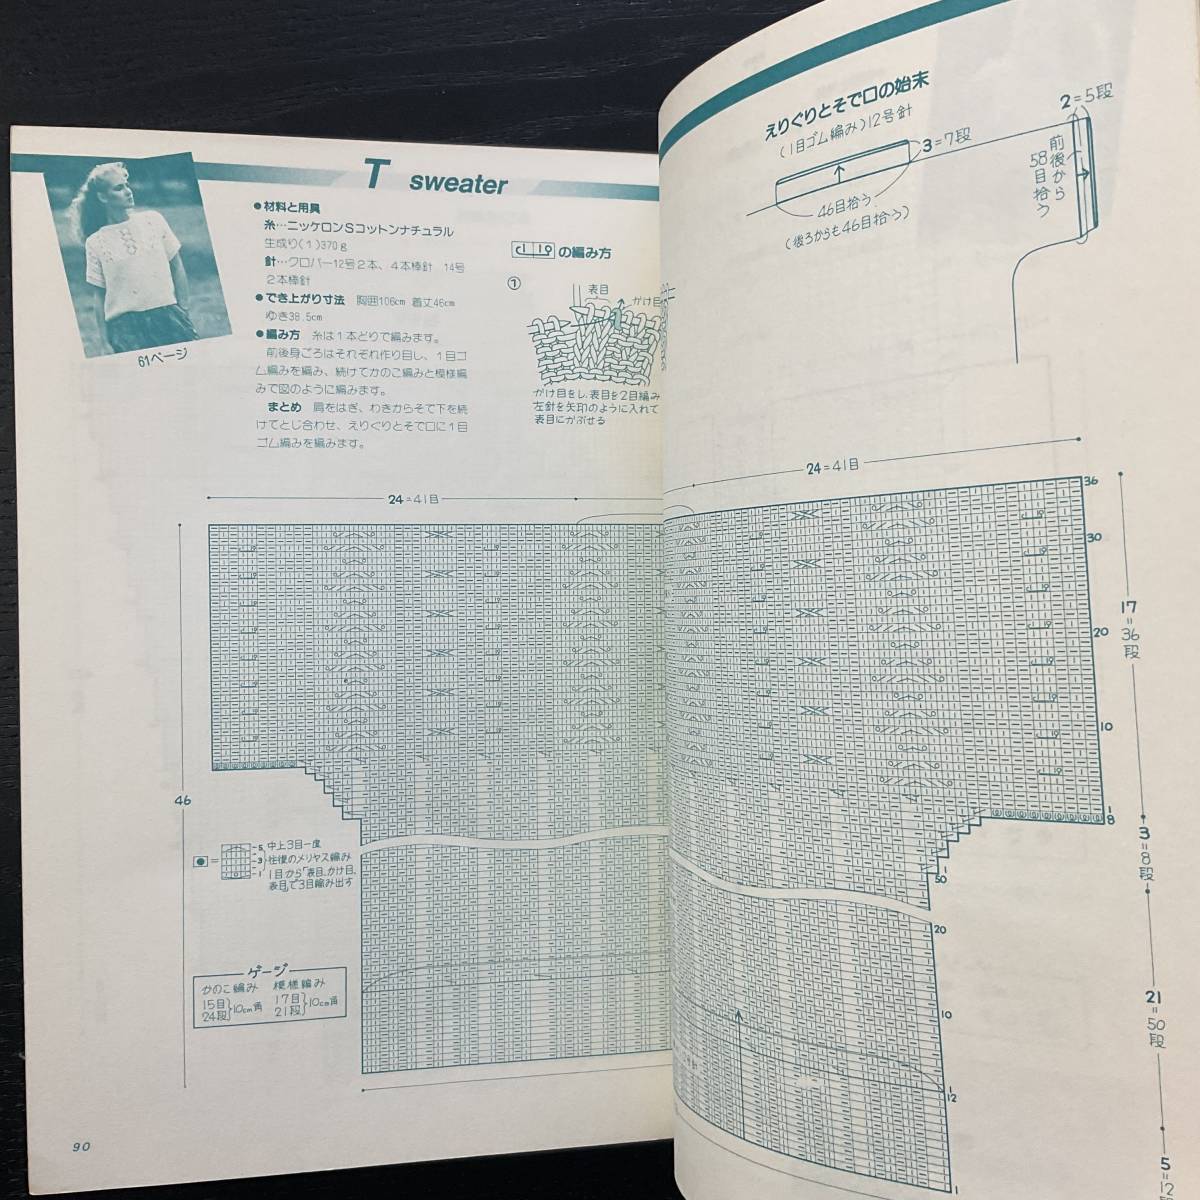 T sweater
61ページ
●材料と用具
糸…ニッケロンSコットンナチュラル
生成り(1)370g
針…クロバー12号2本、4本棒針 14号
2本棒針
●でき上がり寸法 胸囲106cm 着丈46cm
ゆき38.5cm
●編み方 糸は1本どりで編みます。
前後身ごろはそれぞれ作り目し、1目ゴ
ム編みを編み、続けてかのこ編みと模様編
みで図のように編みます。
まとめ 肩をはぎ、わきからそで下を続
けてとじ合わせ、えりぐりとそで口に1目
ゴム編みを編みます。
の編み方
①
表目
かけ目
かけ目をし、表目を2目編み
左針を矢印のように入れて
表目にかぶせる
24=41目
46
●=
5 中上3目一度
3 往復のメリヤス編み
1 1目から「表目、かけ目、
表目」で3目編み出す
ゲージ
かのこ編み 模様編み
15目 24段 10cm角
17目 21段 10cm角
90
えりぐりとそで口の始末
(1目ゴム編み)12号針
3=7段
46目拾う
(後ろからも46目拾う)
2=5段
前後から
58目拾う
24=41目
36
30
20
10
1
8
17=36段
3=8段
1
50
20
10
1
12
21=50段
1
5=12